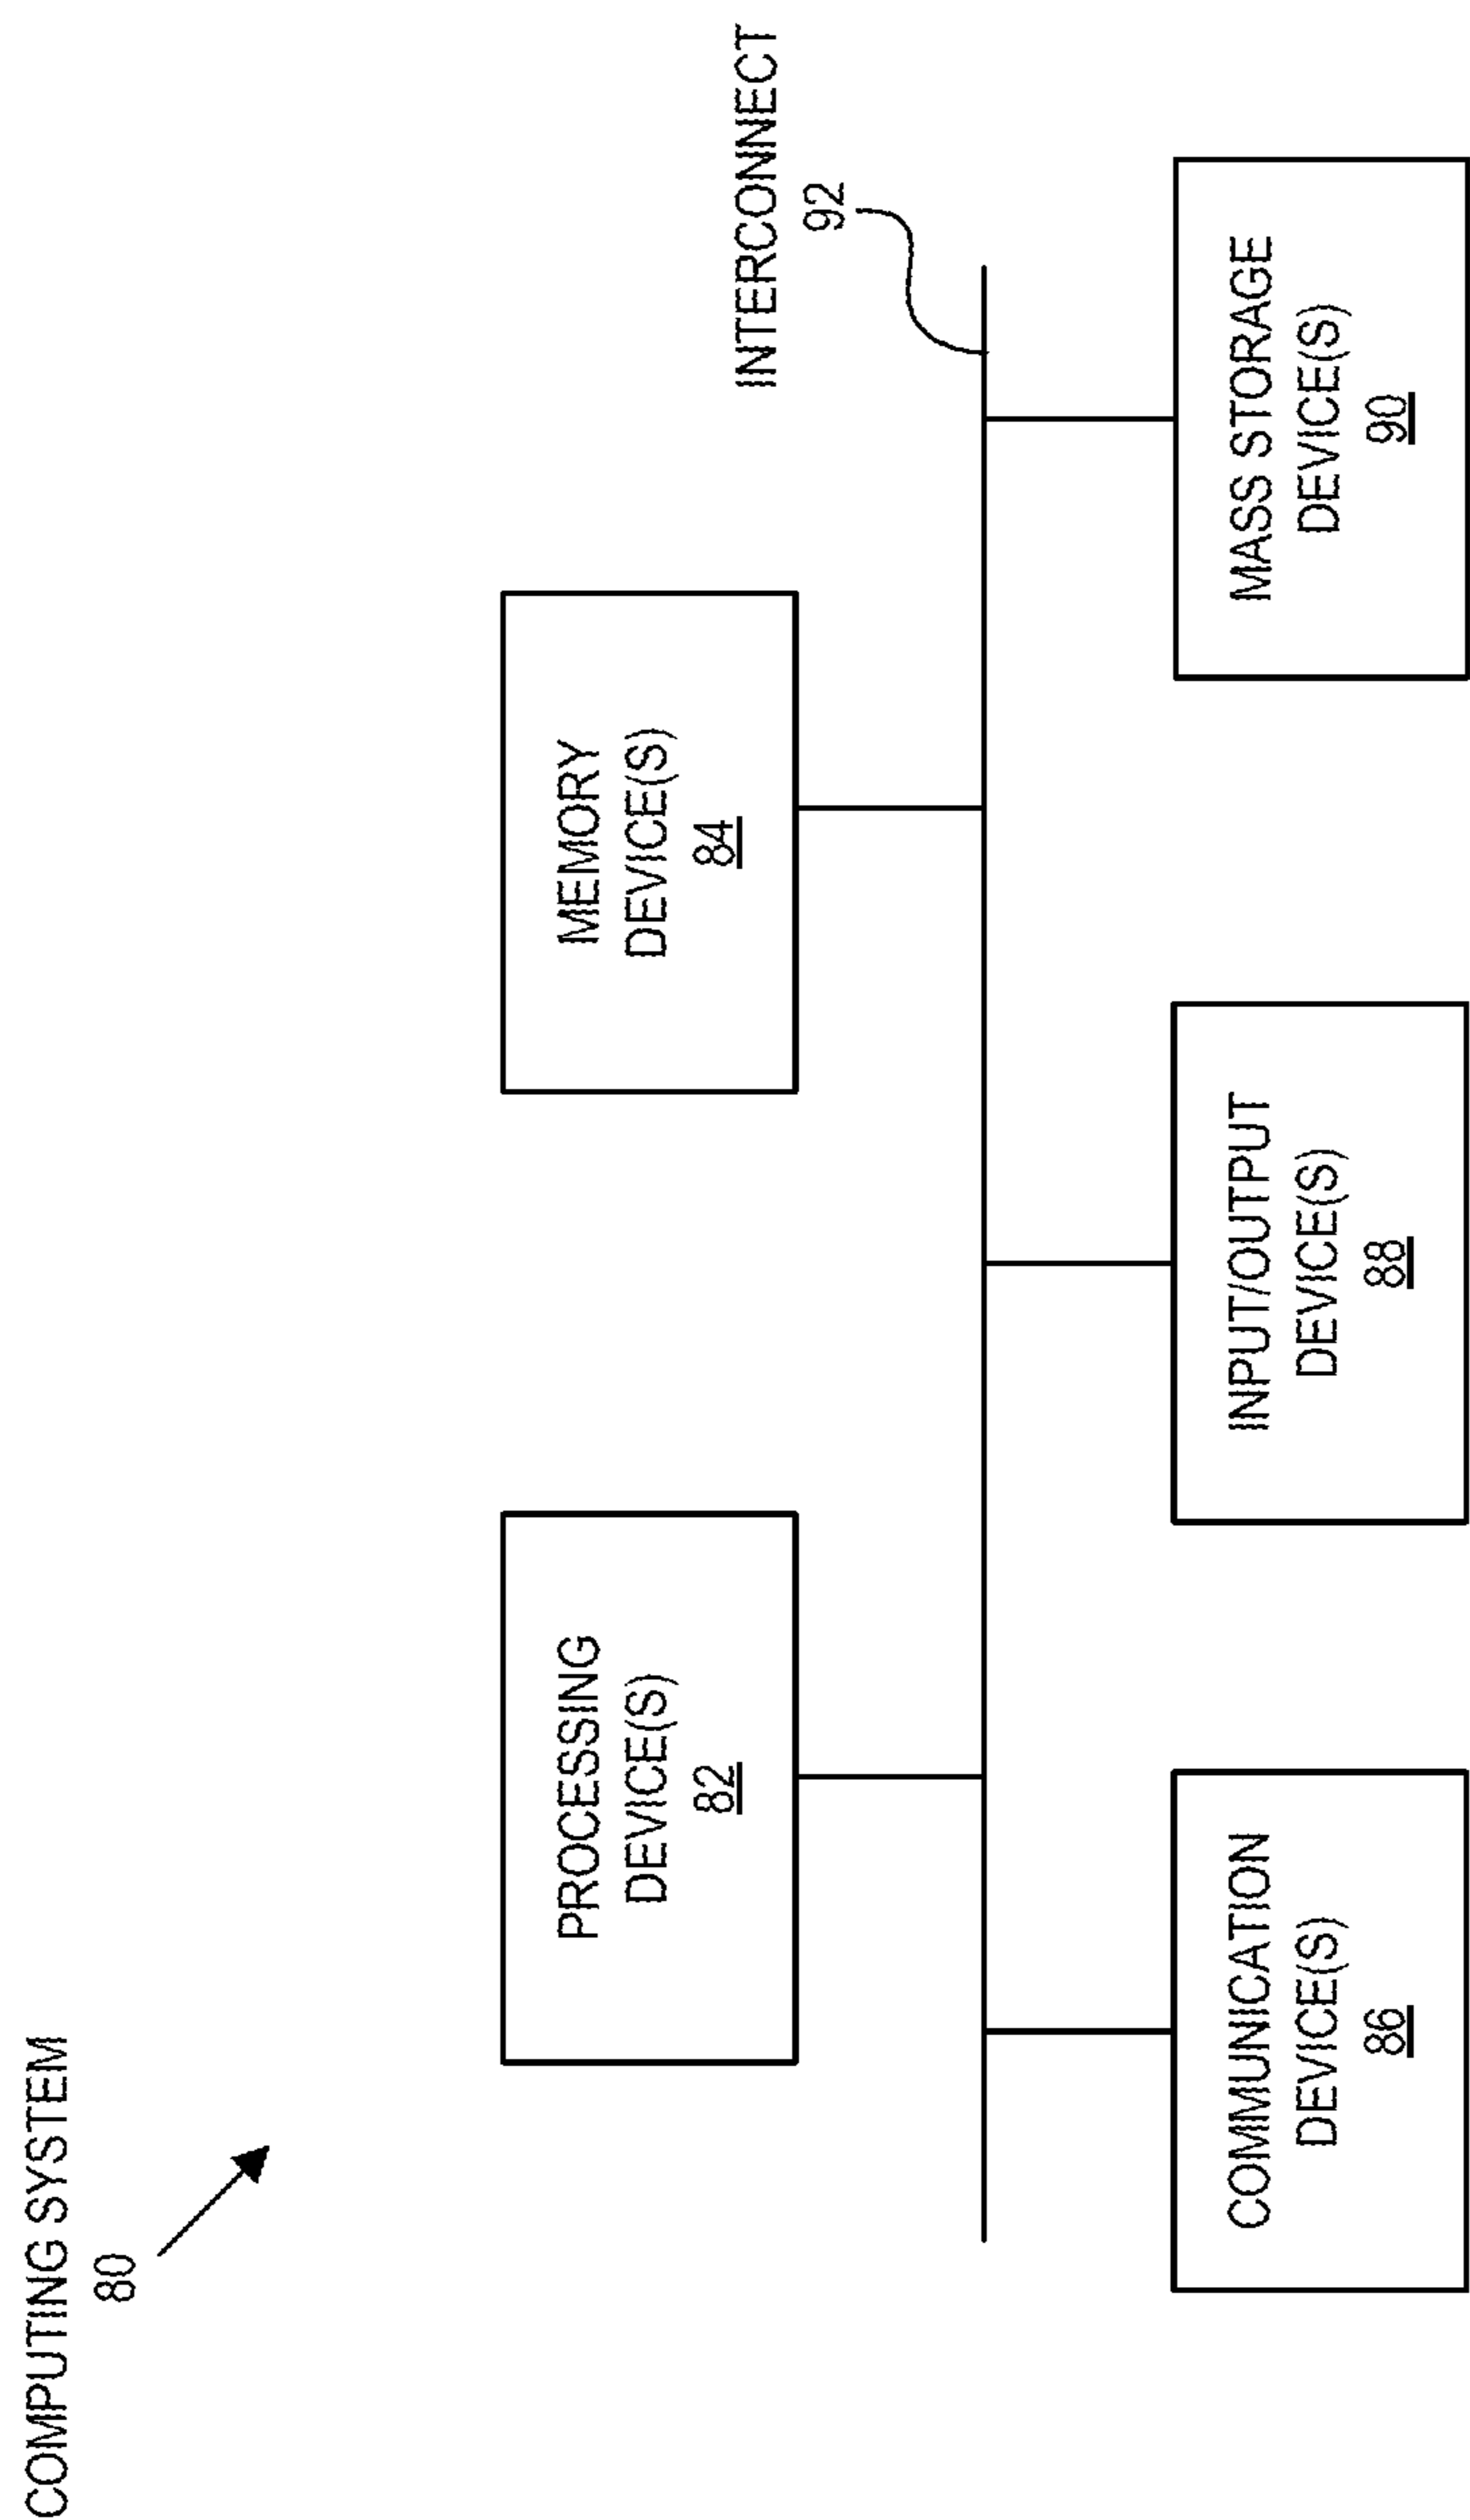 COMPUTING SYSTEM
80
INTERCONNECT
92
PROCESSING
DEVICE(S)
82
MEMORY
DEVICE(S)
84
COMMUNICATION
DEVICE(S)
86
INPUT/OUTPUT
DEVICE(S)
88
MASS STORAGE
DEVICE(S)
90